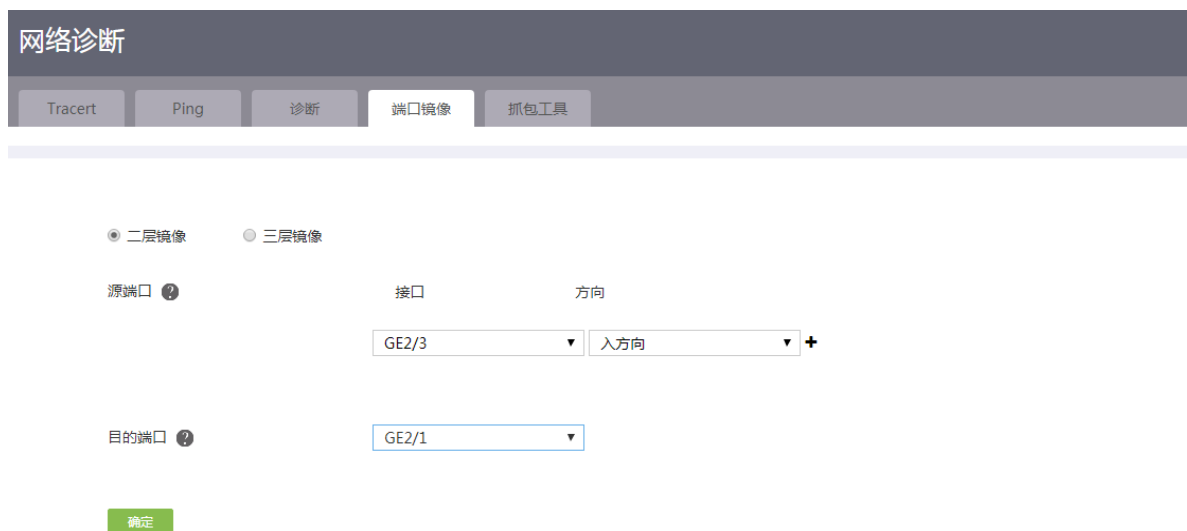 网络诊断
Tracert Ping 诊断 端口镜像 抓包工具
二层镜像 三层镜像
源端口 ? 接口 方向
GE2/3 入方向
目的端口 ? GE2/1
确定